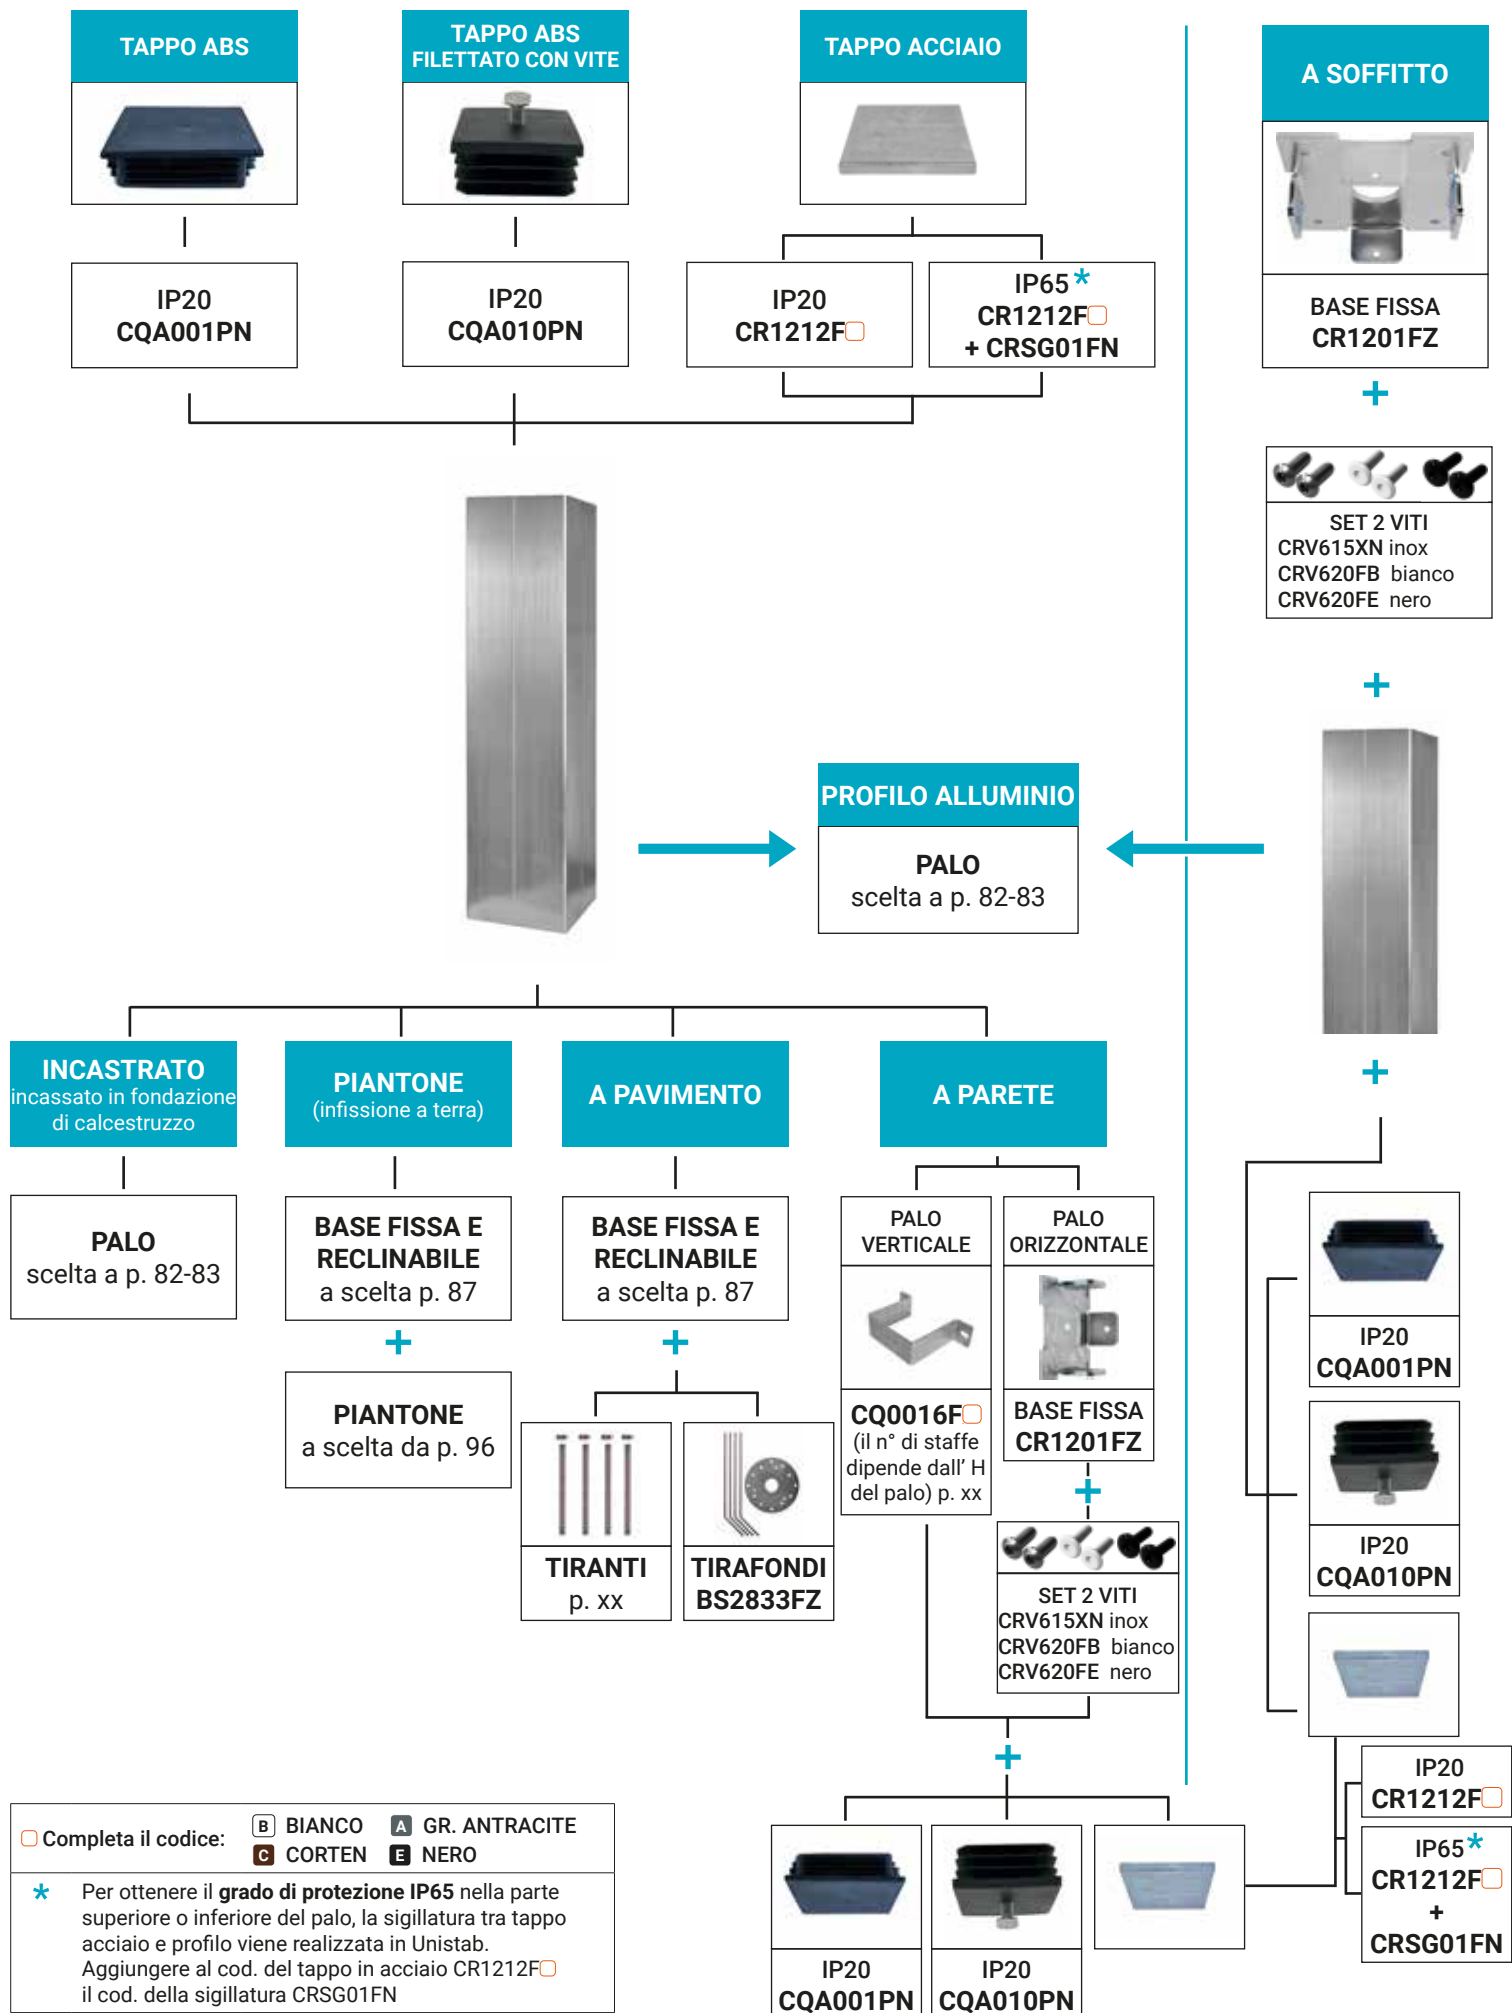 TAPPO ABS
TAPPO ABS
FILETTATO CON VITE
TAPPO ACCIAIO
A SOFFITTO
IP20
CQA001PN
IP20
CQA010PN
IP20
CR1212F
IP65 *
CR1212F
+ CRSG01FN
BASE FISSA
CR1201FZ
+
SET 2 VITI
CRV615XN inox
CRV620FB bianco
CRV620FE nero
+
PROFILO ALLUMINIO
PALO
scelta a p. 82-83
+
INCASTRATO
incassato in fondazione
di calcestruzzo
PIANTONE
(infissione a terra)
A PAVIMENTO
A PARETE
PALO
scelta a p. 82-83
BASE FISSA E
RECLINABILE
a scelta p. 87
+
PIANTONE
a scelta da p. 96
BASE FISSA E
RECLINABILE
a scelta p. 87
+
TIRANTI
p. xx
TIRAFONDI
BS2833FZ
PALO
VERTICALE
CQ0016F
(il n° di staffe
dipende dall' H
del palo) p. xx
PALO
ORIZZONTALE
BASE FISSA
CR1201FZ
+
SET 2 VITI
CRV615XN inox
CRV620FB bianco
CRV620FE nero
+
IP20
CQA001PN
IP20
CQA010PN
IP20
CQA001PN
IP20
CQA010PN
IP20
CR1212F
IP65 *
CR1212F
+
CRSG01FN
Completa il codice:
B BIANCO
A GR. ANTRACITE
C CORTEN
E NERO
* Per ottenere il grado di protezione IP65 nella parte
superiore o inferiore del palo, la sigillatura tra tappo
acciaio e profilo viene realizzata in Unistab.
Aggiungere al cod. del tappo in acciaio CR1212F
il cod. della sigillatura CRSG01FN